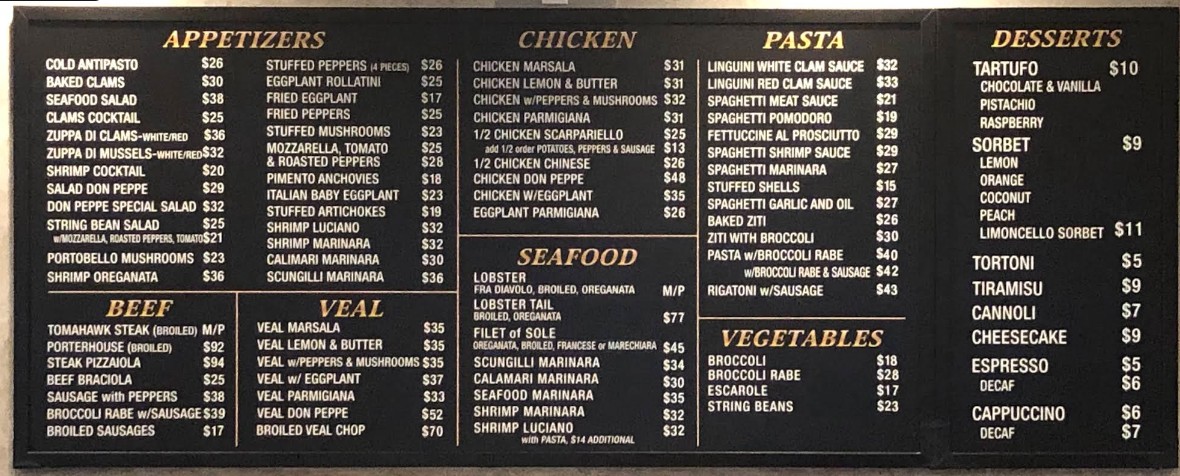 APPETIZERS
COLD ANTIPASTO $26
BAKED CLAMS $30
SEAFOOD SALAD $38
CLAMS COCKTAIL $25
ZUPPA DI CLAMS-WHITE/RED $36
ZUPPA DI MUSSELS-WHITE/RED $32
SHRIMP COCKTAIL $20
SALAD DON PEPPE $29
DON PEPPE SPECIAL SALAD $32
STRING BEAN SALAD $25
w/MOZZARELLA, ROASTED PEPPERS, TOMATO $21
PORTOBELLO MUSHROOMS $23
SHRIMP OREGANATA $36
STUFFED PEPPERS (4 PIECES) $26
EGGPLANT ROLLATINI $25
FRIED EGGPLANT $17
FRIED PEPPERS $25
STUFFED MUSHROOMS $23
MOZZARELLA, TOMATO $25
& ROASTED PEPPERS $28
PIMENTO ANCHOVIES $18
ITALIAN BABY EGGPLANT $23
STUFFED ARTICHOKES $19
SHRIMP LUCIANO $32
SHRIMP MARINARA $32
CALIMARI MARINARA $30
SCUNGILLI MARINARA $36
BEEF
TOMAHAWK STEAK (BROILED) M/P
PORTERHOUSE (BROILED) $92
STEAK PIZZAIOLA $94
BEEF BRACIOLA $25
SAUSAGE with PEPPERS $38
BROCCOLI RABE w/SAUSAGE $39
BROILED SAUSAGES $17
VEAL
VEAL MARSALA $35
VEAL LEMON & BUTTER $35
VEAL w/PEPPERS & MUSHROOMS $35
VEAL w/ EGGPLANT $37
VEAL PARMIGIANA $33
VEAL DON PEPPE $52
BROILED VEAL CHOP $70
CHICKEN
CHICKEN MARSALA $31
CHICKEN LEMON & BUTTER $31
CHICKEN w/PEPPERS & MUSHROOMS $32
CHICKEN PARMIGIANA $31
1/2 CHICKEN SCARPARIELLO $25
add 1/2 order POTATOES, PEPPERS & SAUSAGE $13
1/2 CHICKEN CHINESE $26
CHICKEN DON PEPPE $48
CHICKEN W/EGGPLANT $35
EGGPLANT PARMIGIANA $26
SEAFOOD
LOBSTER
FRA DIAVOLO, BROILED, OREGANATA M/P
LOBSTER TAIL
BROILED, OREGANATA $77
FILET of SOLE
OREGANATA, BROILED, FRANCESE or MARECHIARA $45
SCUNGILLI MARINARA $34
CALAMARI MARINARA $30
SEAFOOD MARINARA $35
SHRIMP MARINARA $32
SHRIMP LUCIANO $32
with PASTA, $14 ADDITIONAL
PASTA
LINGUINI WHITE CLAM SAUCE $32
LINGUINI RED CLAM SAUCE $33
SPAGHETTI MEAT SAUCE $21
SPAGHETTI POMODORO $19
FETTUCCINE AL PROSCIUTTO $29
SPAGHETTI SHRIMP SAUCE $29
SPAGHETTI MARINARA $27
STUFFED SHELLS $15
SPAGHETTI GARLIC AND OIL $27
BAKED ZITI $26
ZITI WITH BROCCOLI $30
PASTA w/BROCCOLI RABE $40
w/BROCCOLI RABE & SAUSAGE $42
RIGATONI w/SAUSAGE $43
VEGETABLES
BROCCOLI $18
BROCCOLI RABE $28
ESCAROLE $17
STRING BEANS $23
DESSERTS
TARTUFO $10
CHOCOLATE & VANILLA
PISTACHIO
RASPBERRY
SORBET $9
LEMON
ORANGE
COCONUT
PEACH
LIMONCELLO SORBET $11
TORTONI $5
TIRAMISU $9
CANNOLI $7
CHEESECAKE $9
ESPRESSO $5
DECAF $6
CAPPUCCINO $6
DECAF $7